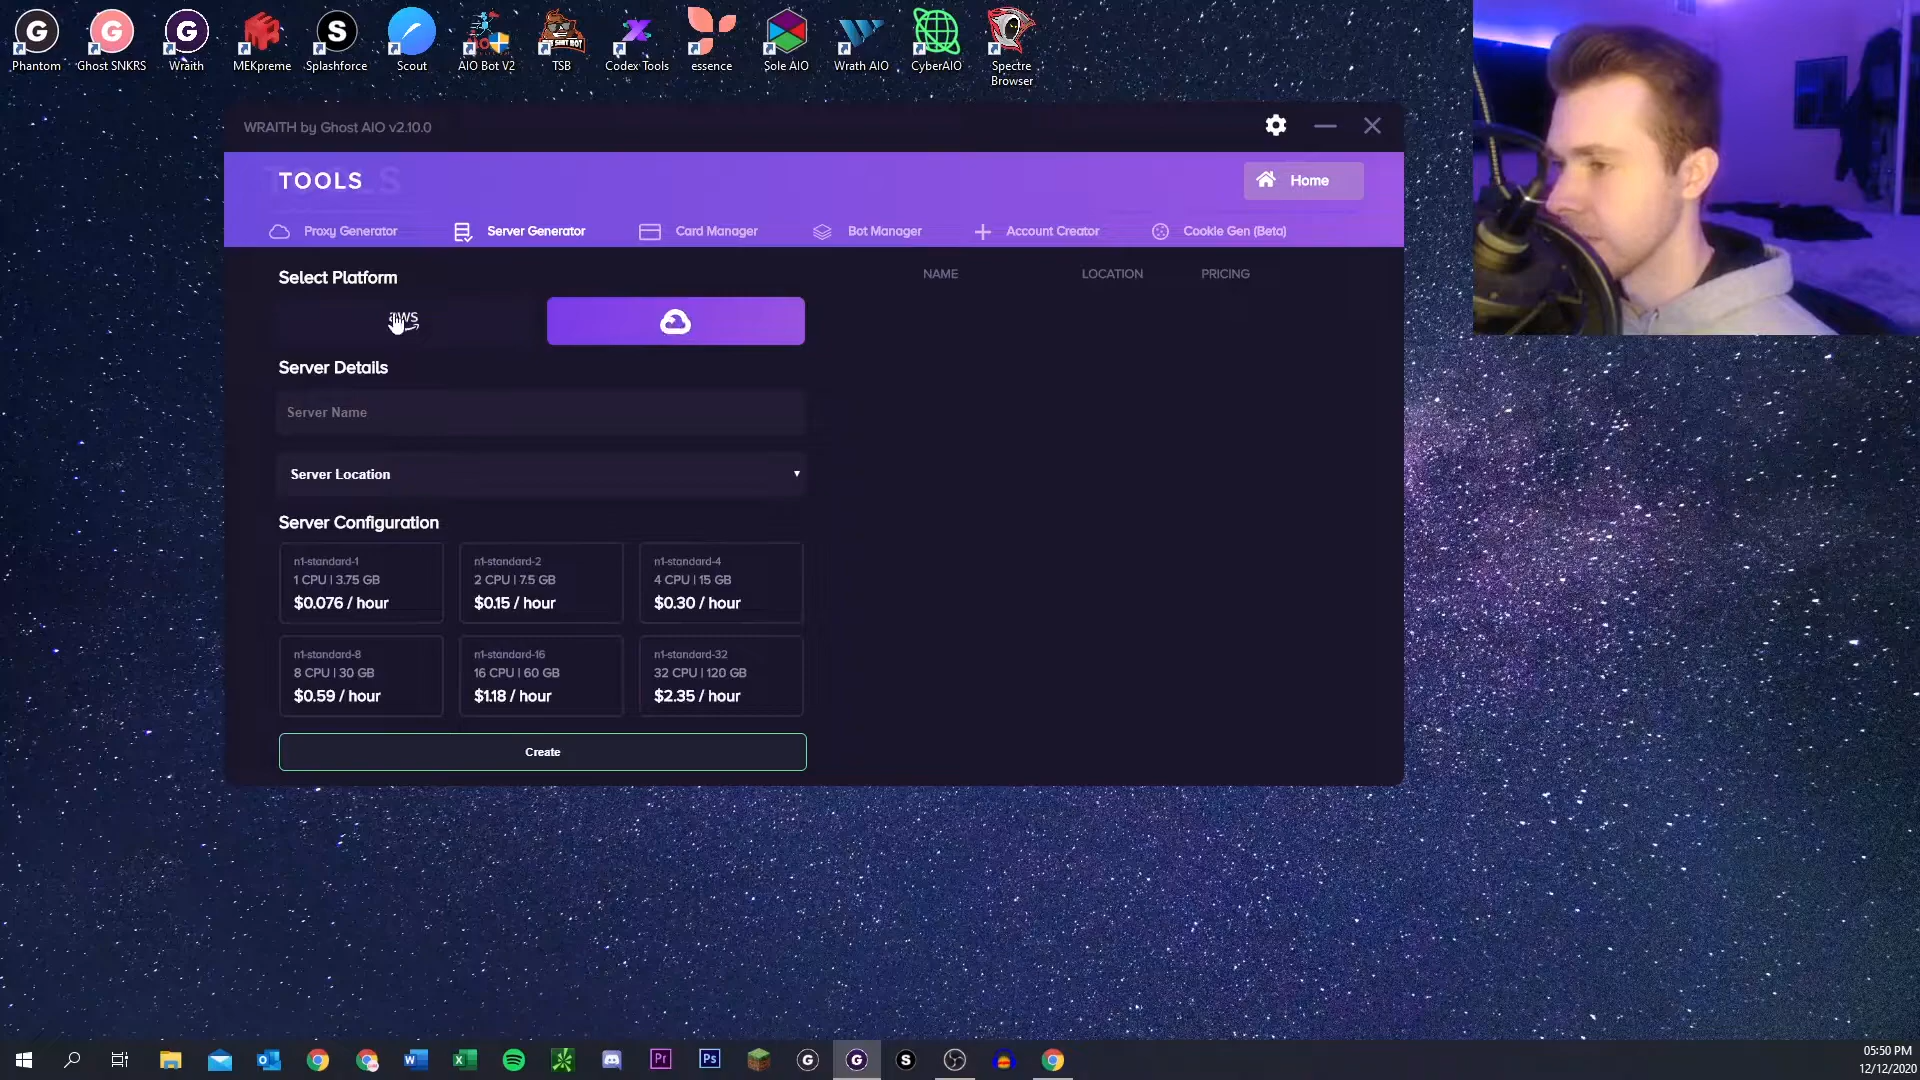 Phantom
Ghost SNKRS
Wraith
MEKpreme
Splashforce
Scout
AIO Bot V2
TSB
Codex Tools
essence
Sole AIO
Wrath AIO
CyberAIO
Spectre Browser
WRAITH by Ghost AIO v2.10.0
TOOLS
Home
Proxy Generator
Server Generator
Card Manager
Bot Manager
Account Creator
Cookie Gen (Beta)
Select Platform
NAME LOCATION PRICING
aws
Server Details
Server Name
Server Location
Server Configuration
n1-standard-1
1 CPU | 3.75 GB
$0.076 / hour
n1-standard-2
2 CPU | 7.5 GB
$0.15 / hour
n1-standard-4
4 CPU | 15 GB
$0.30 / hour
n1-standard-8
8 CPU | 30 GB
$0.59 / hour
n1-standard-16
16 CPU | 60 GB
$1.18 / hour
n1-standard-32
32 CPU | 120 GB
$2.35 / hour
Create
05:50 PM
12/12/2020